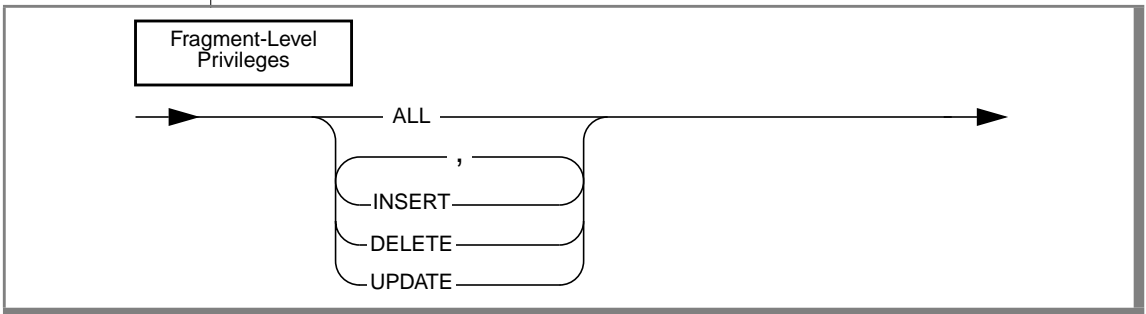 Fragment-Level
Privileges
ALL
,
INSERT
DELETE
UPDATE